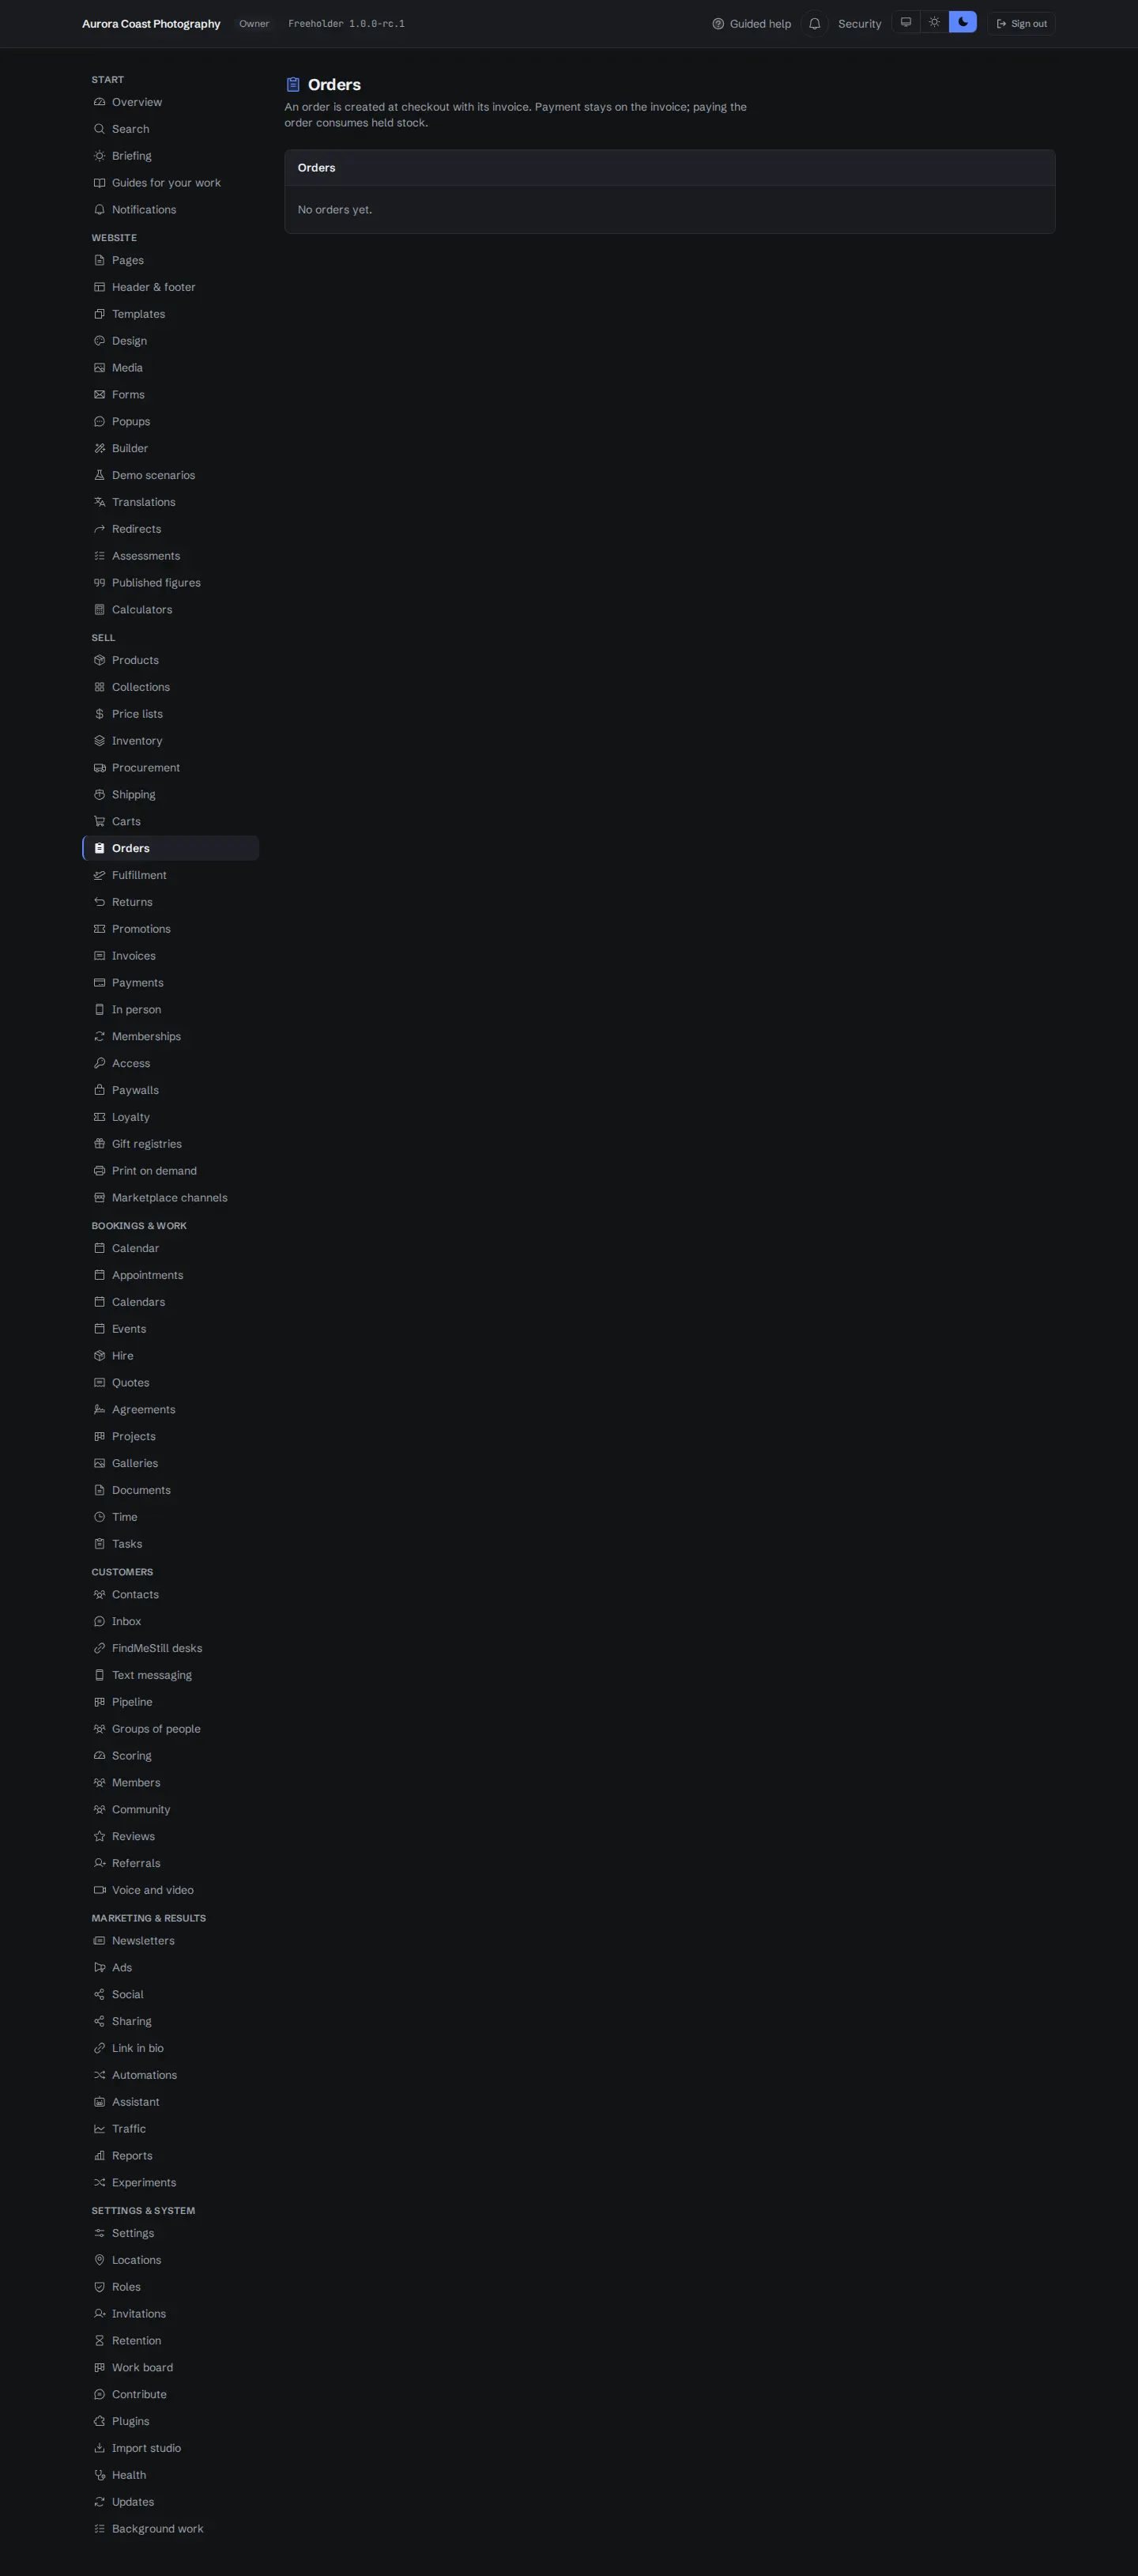 Aurora Coast Photography Owner Freeholder 1.0.0-rc.1 Guided help Security Sign out
START
Overview
Search
Briefing
Guides for your work
Notifications
WEBSITE
Pages
Header & footer
Templates
Design
Media
Forms
Popups
Builder
Demo scenarios
Translations
Redirects
Assessments
Published figures
Calculators
SELL
Products
Collections
Price lists
Inventory
Procurement
Shipping
Carts
Orders
Fulfillment
Returns
Promotions
Invoices
Payments
In person
Memberships
Access
Paywalls
Loyalty
Gift registries
Print on demand
Marketplace channels
BOOKINGS & WORK
Calendar
Appointments
Calendars
Events
Hire
Quotes
Agreements
Projects
Galleries
Documents
Time
Tasks
CUSTOMERS
Contacts
Inbox
FindMeStill desks
Text messaging
Pipeline
Groups of people
Scoring
Members
Community
Reviews
Referrals
Voice and video
MARKETING & RESULTS
Newsletters
Ads
Social
Sharing
Link in bio
Automations
Assistant
Traffic
Reports
Experiments
SETTINGS & SYSTEM
Settings
Locations
Roles
Invitations
Retention
Work board
Contribute
Plugins
Import studio
Health
Updates
Background work
Orders
An order is created at checkout with its invoice. Payment stays on the invoice; paying the
order consumes held stock.
Orders
No orders yet.